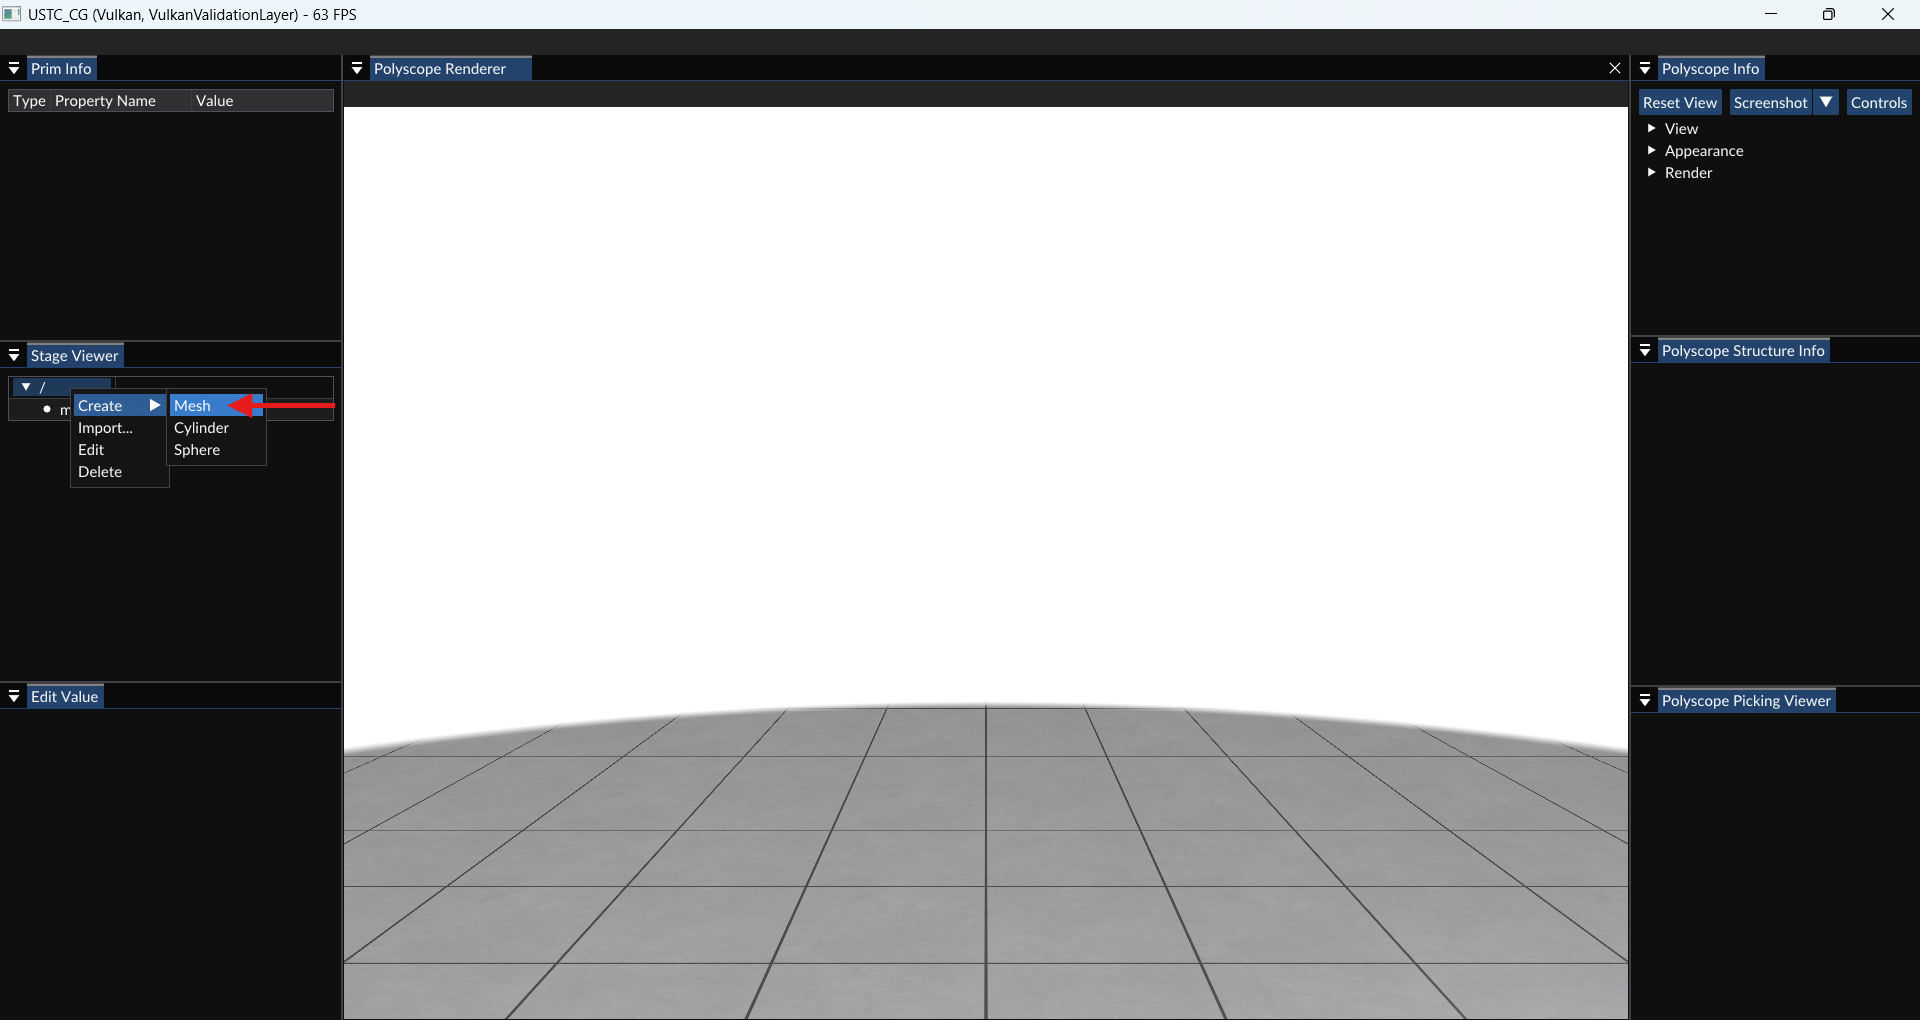 USTC_CG (Vulkan, VulkanValidationLayer) - 63 FPS
Prim Info
Type Property Name Value
Stage Viewer
/
m
Create
Import...
Edit
Delete
Mesh
Cylinder
Sphere
Edit Value
Polyscope Renderer
Polyscope Info
Reset View Screenshot Controls
View
Appearance
Render
Polyscope Structure Info
Polyscope Picking Viewer